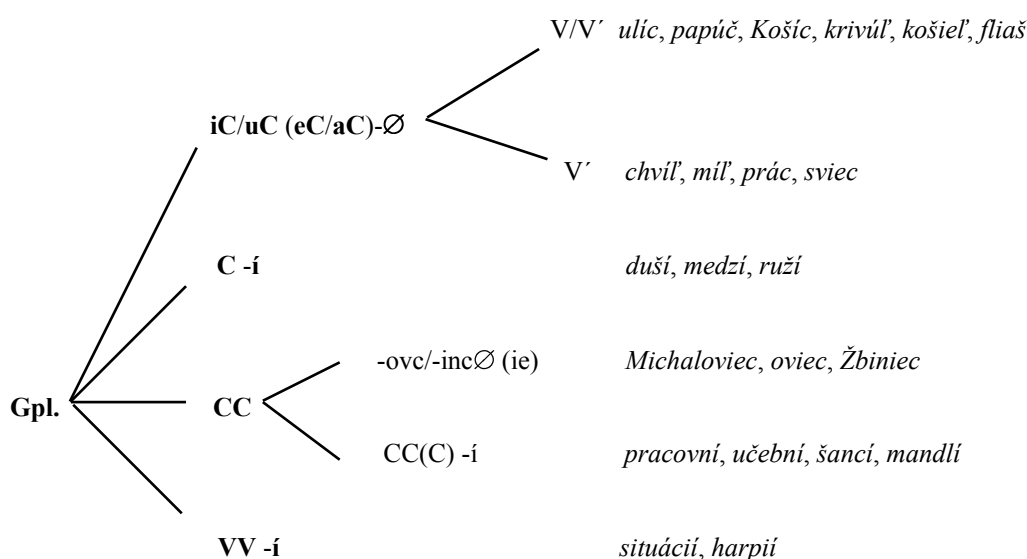 V/V´ ulíc, papúč, Košíc, krivúľ, košieľ, fliaš
iC/uC (eC/aC)-∅
V´ chvíľ, míľ, prác, sviec
C -í duší, medzí, ruží
-ovc/-inc∅ (ie) Michaloviec, oviec, Žbiniec
Gpl. CC
CC(C) -í pracovní, učební, šancí, mandlí
VV -í situácií, harpií